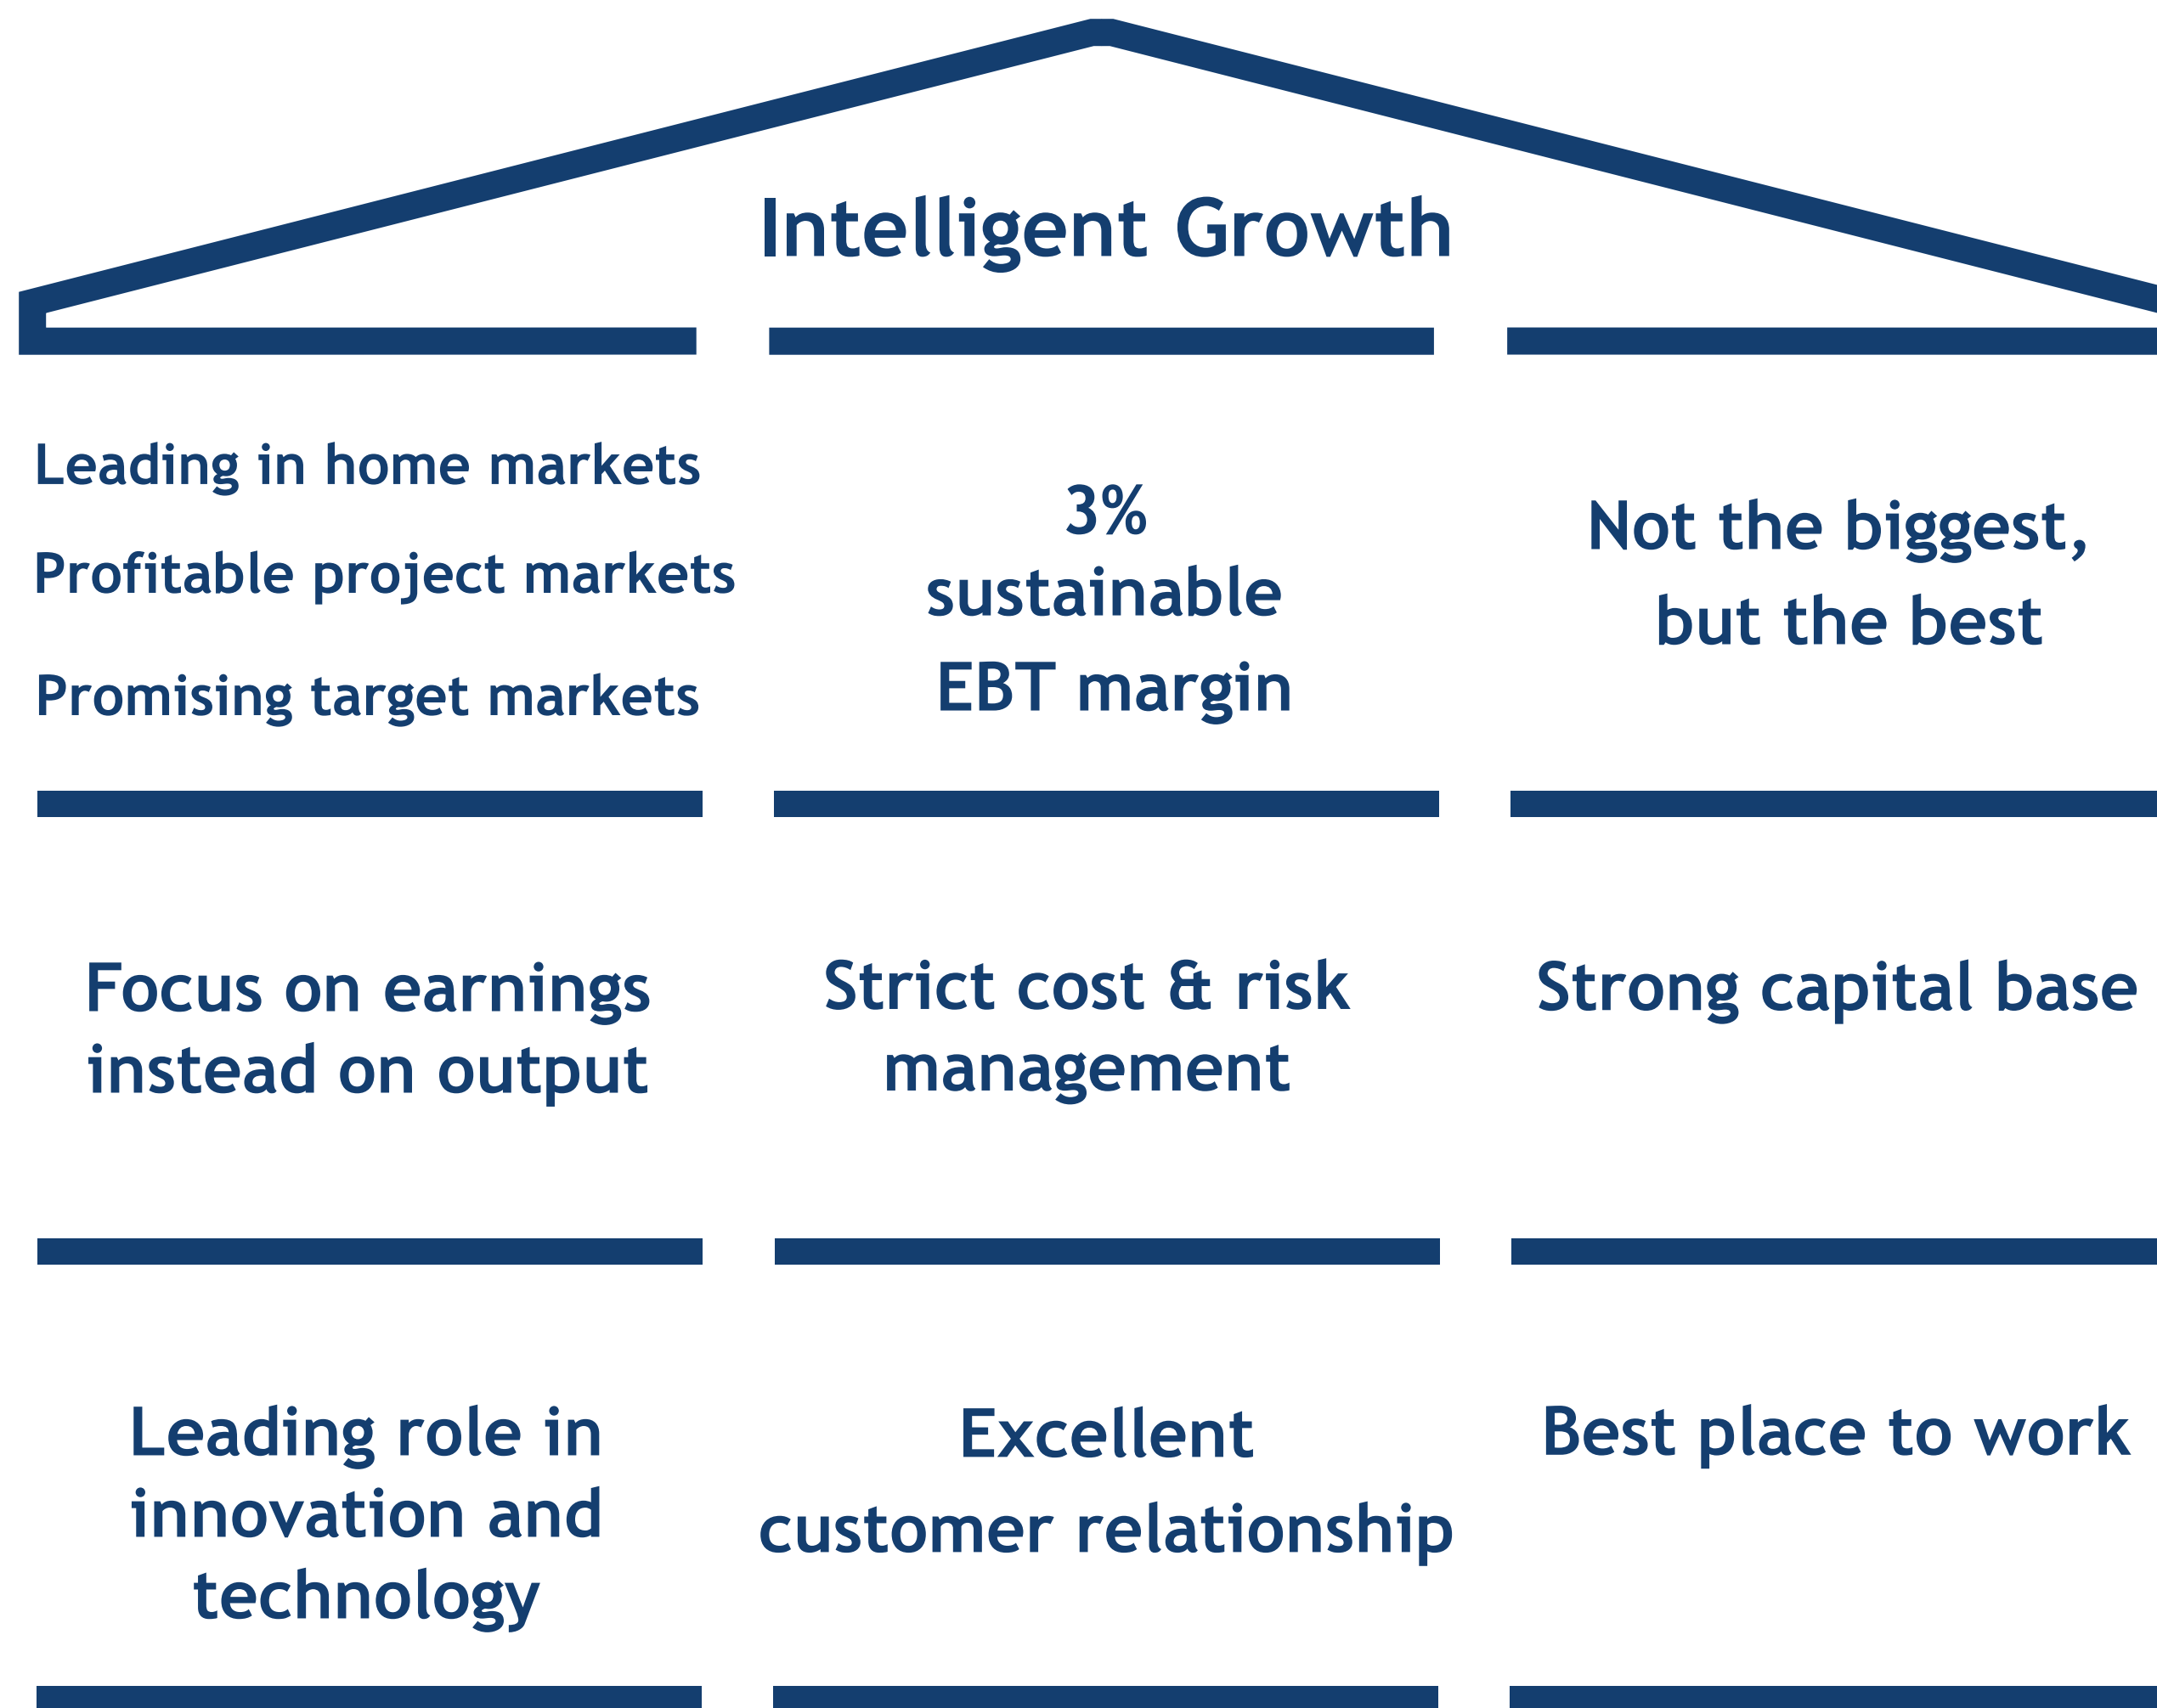 Intelligent Growth
Leading in home markets
Profitable project markets
Promising target markets
3%
sustainable
EBT margin
Not the biggest,
but the best
Focus on earnings
instead on output
Strict cost & risk
management
Strong capital base
Leading role in
innovation and
technology
Excellent
customer relationship
Best place to work